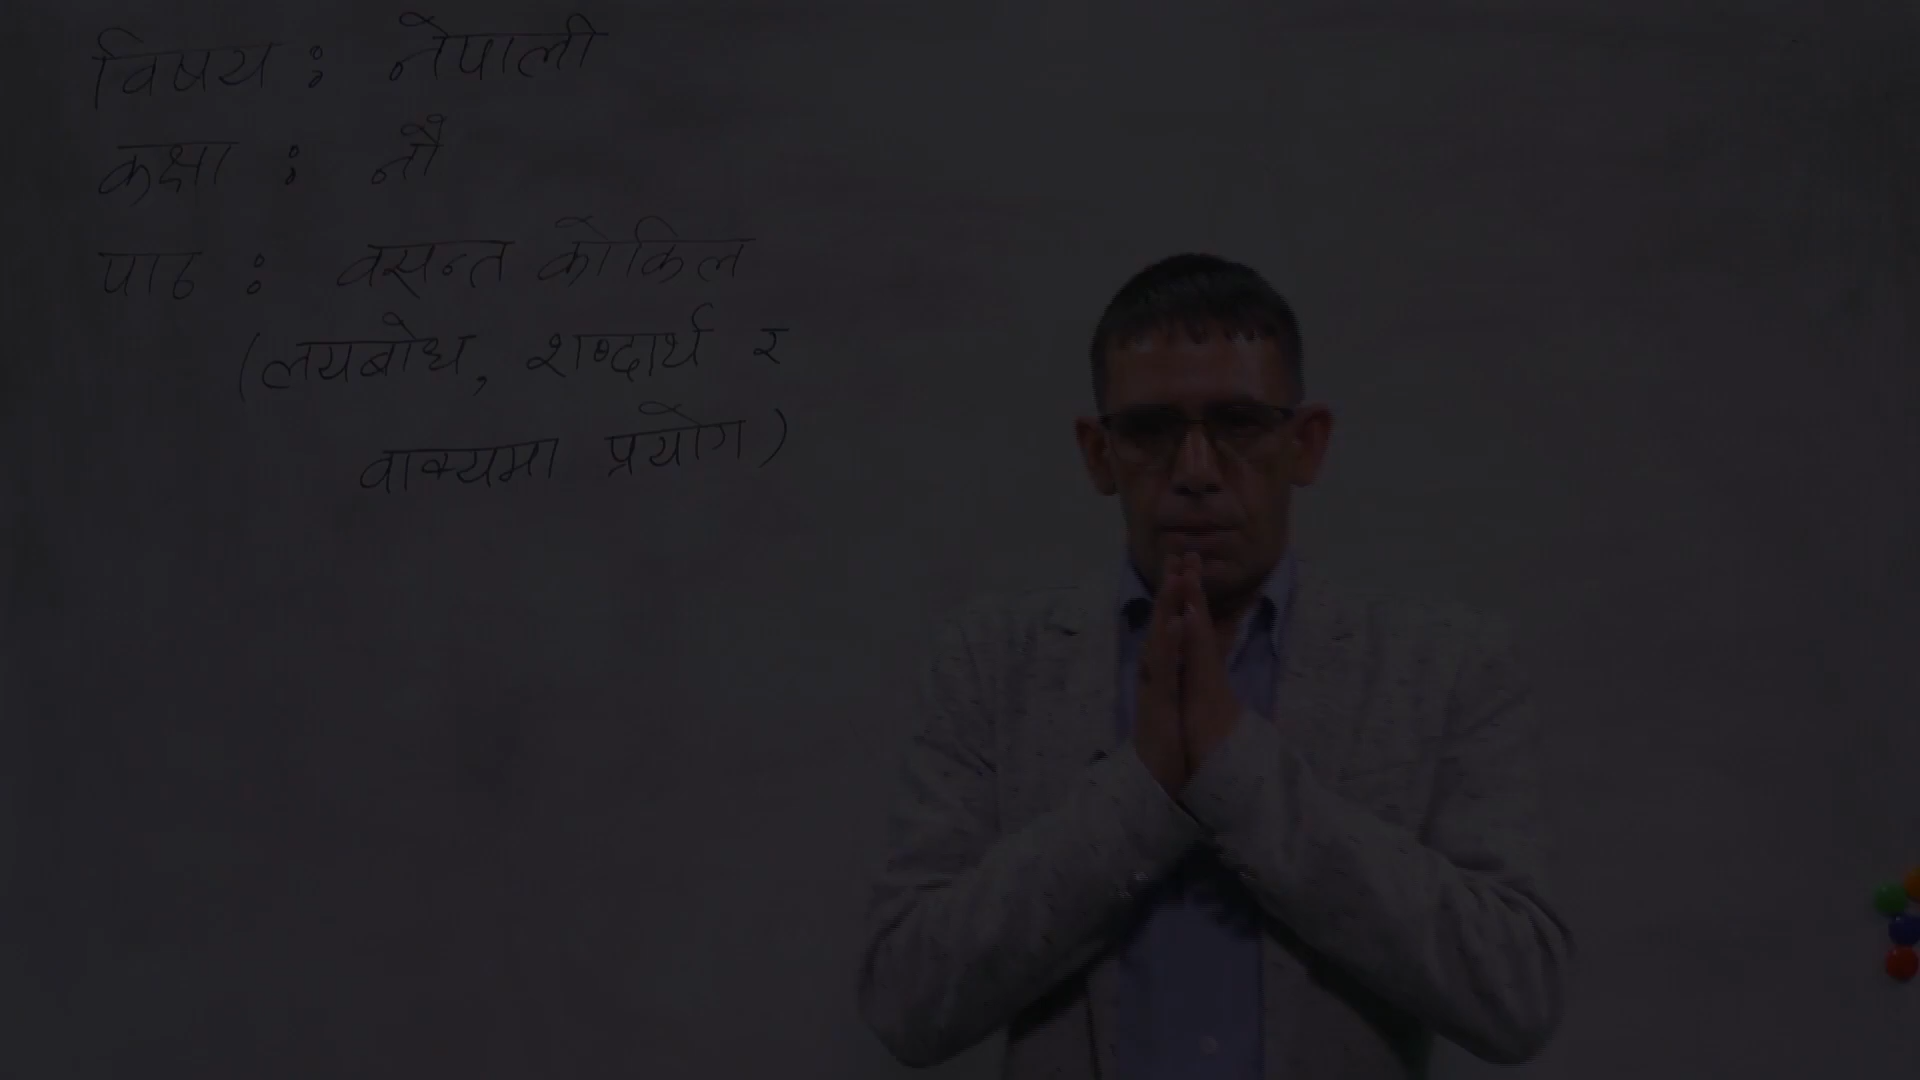 विषय : नेपाली
कक्षा : नौ
पाठ : वसन्त कोकिल
(लयबोध, शब्दार्थ र
वाक्यमा प्रयोग)